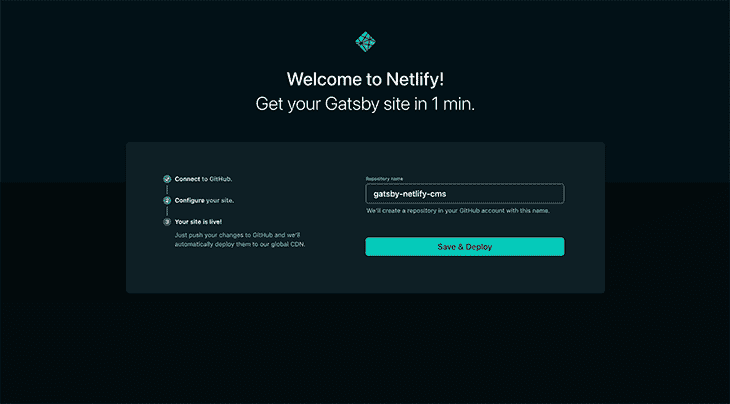 Welcome to Netlify!
Get your Gatsby site in 1 min.
Connect to GitHub.
2 Configure your site.
3 Your site is live!
Just push your changes to GitHub and we'll
automatically deploy them to our global CDN.
Repository name
gatsby-netlify-cms
We'll create a repository in your GitHub account with this name.
Save & Deploy